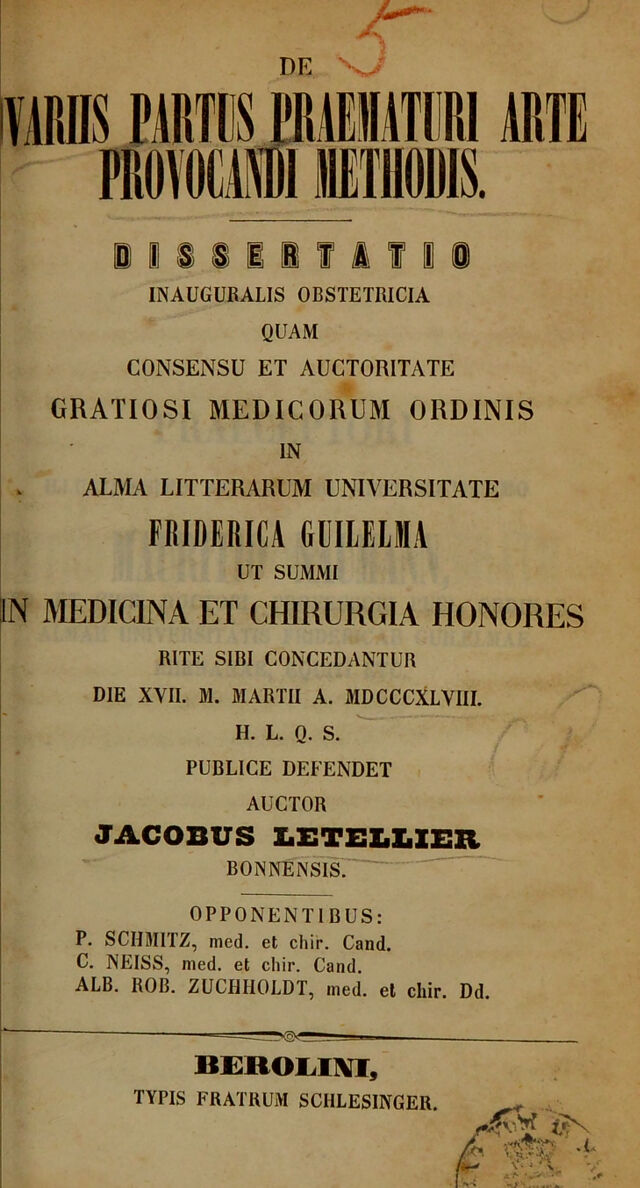 5
DE
VARIIS PARTUS PRAEMATURI ARTE
PROVOCANDI METHODIS.
DISSERTATIO
INAUGURALIS OBSTETRICIA
QUAM
CONSENSU ET AUCTORITATE
GRATIOSI MEDICORUM ORDINIS
IN
ALMA LITTERARUM UNIVERSITATE
FRIDERICA GUILELMA
UT SUMMI
IN MEDICINA ET CHIRURGIA HONORES
RITE SIBI CONCEDANTUR
DIE XVII. M. MARTII A. MDCCCXLVIII.
H. L. Q. S.
PUBLICE DEFENDET
AUCTOR
JACOBUS LETELLIER
BONNENSIS.
OPPONENTIBUS:
P. SCHMITZ, med. et chir. Cand.
C. NEISS, med. et chir. Cand.
ALB. ROB. ZUCHHOLDT, med. et chir. Dd.
BEROLINI,
TYPIS FRATRUM SCHLESINGER.